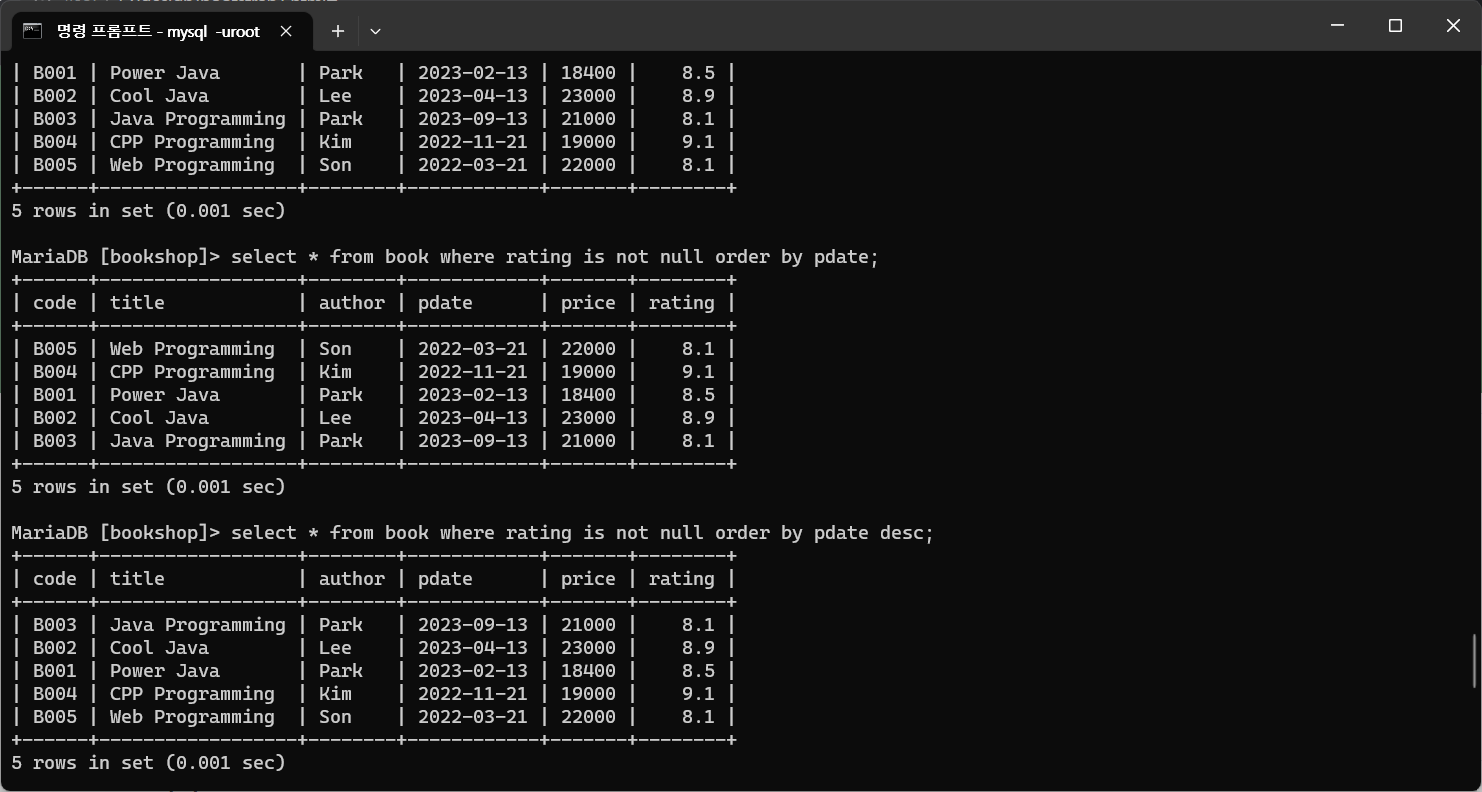 명령 프롬프트 - mysql  -uroot
| B001 | Power Java       | Park   | 2023-02-13 | 18400 |    8.5 |
| B002 | Cool Java        | Lee    | 2023-04-13 | 23000 |    8.9 |
| B003 | Java Programming | Park   | 2023-09-13 | 21000 |    8.1 |
| B004 | CPP Programming  | Kim    | 2022-11-21 | 19000 |    9.1 |
| B005 | Web Programming  | Son    | 2022-03-21 | 22000 |    8.1 |
+------+------------------+--------+------------+-------+--------+
5 rows in set (0.001 sec)
MariaDB [bookshop]> select * from book where rating is not null order by pdate;
+------+------------------+--------+------------+-------+--------+
| code | title            | author | pdate      | price | rating |
+------+------------------+--------+------------+-------+--------+
| B005 | Web Programming  | Son    | 2022-03-21 | 22000 |    8.1 |
| B004 | CPP Programming  | Kim    | 2022-11-21 | 19000 |    9.1 |
| B001 | Power Java       | Park   | 2023-02-13 | 18400 |    8.5 |
| B002 | Cool Java        | Lee    | 2023-04-13 | 23000 |    8.9 |
| B003 | Java Programming | Park   | 2023-09-13 | 21000 |    8.1 |
+------+------------------+--------+------------+-------+--------+
5 rows in set (0.001 sec)
MariaDB [bookshop]> select * from book where rating is not null order by pdate desc;
+------+------------------+--------+------------+-------+--------+
| code | title            | author | pdate      | price | rating |
+------+------------------+--------+------------+-------+--------+
| B003 | Java Programming | Park   | 2023-09-13 | 21000 |    8.1 |
| B002 | Cool Java        | Lee    | 2023-04-13 | 23000 |    8.9 |
| B001 | Power Java       | Park   | 2023-02-13 | 18400 |    8.5 |
| B004 | CPP Programming  | Kim    | 2022-11-21 | 19000 |    9.1 |
| B005 | Web Programming  | Son    | 2022-03-21 | 22000 |    8.1 |
+------+------------------+--------+------------+-------+--------+
5 rows in set (0.001 sec)